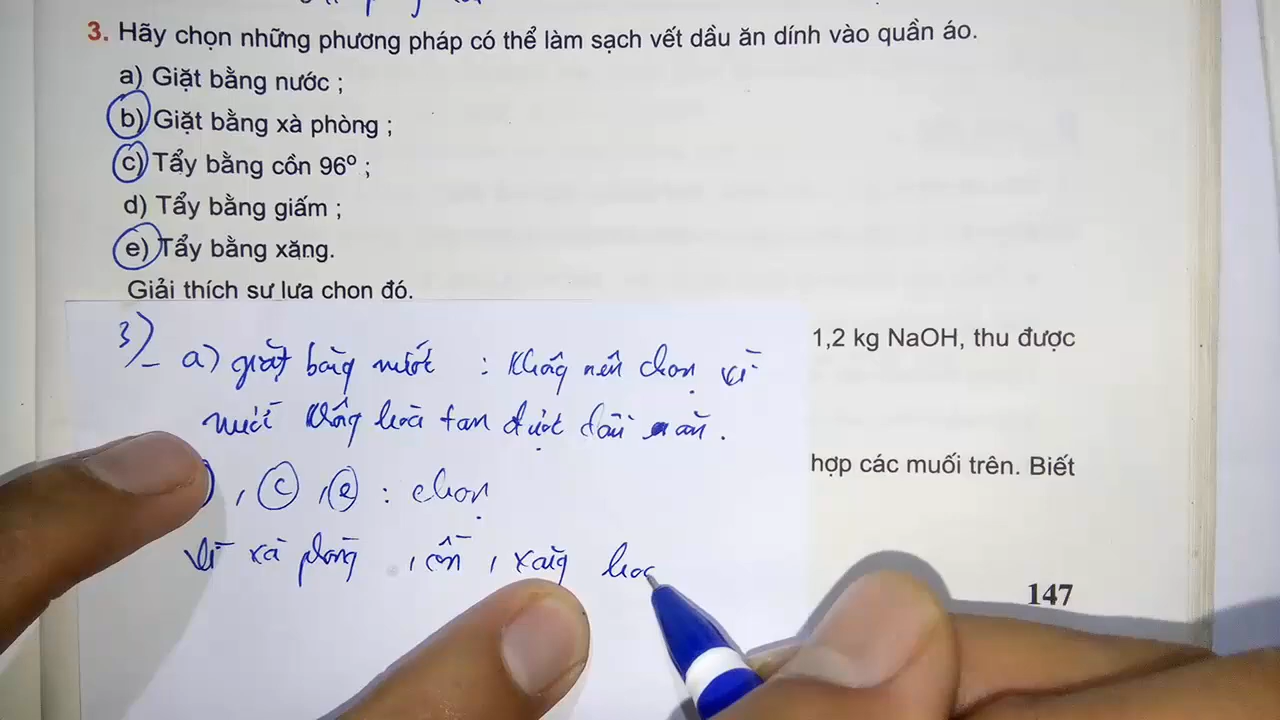 3. Hãy chọn những phương pháp có thể làm sạch vết dầu ăn dính vào quần áo.
a) Giặt bằng nước ;
b) Giặt bằng xà phòng ;
c) Tẩy bằng cồn 96º ;
d) Tẩy bằng giấm ;
e) Tẩy bằng xăng.
Giải thích sự lựa chọn đó.
1,2 kg NaOH, thu được
3) - a) giặt bằng nước : không nên chọn vì
nước không hòa tan được dầu ăn.
hợp các muối trên. Biết
, c , e : chọn
Vì xà phòng , cồn , xăng hoà
147